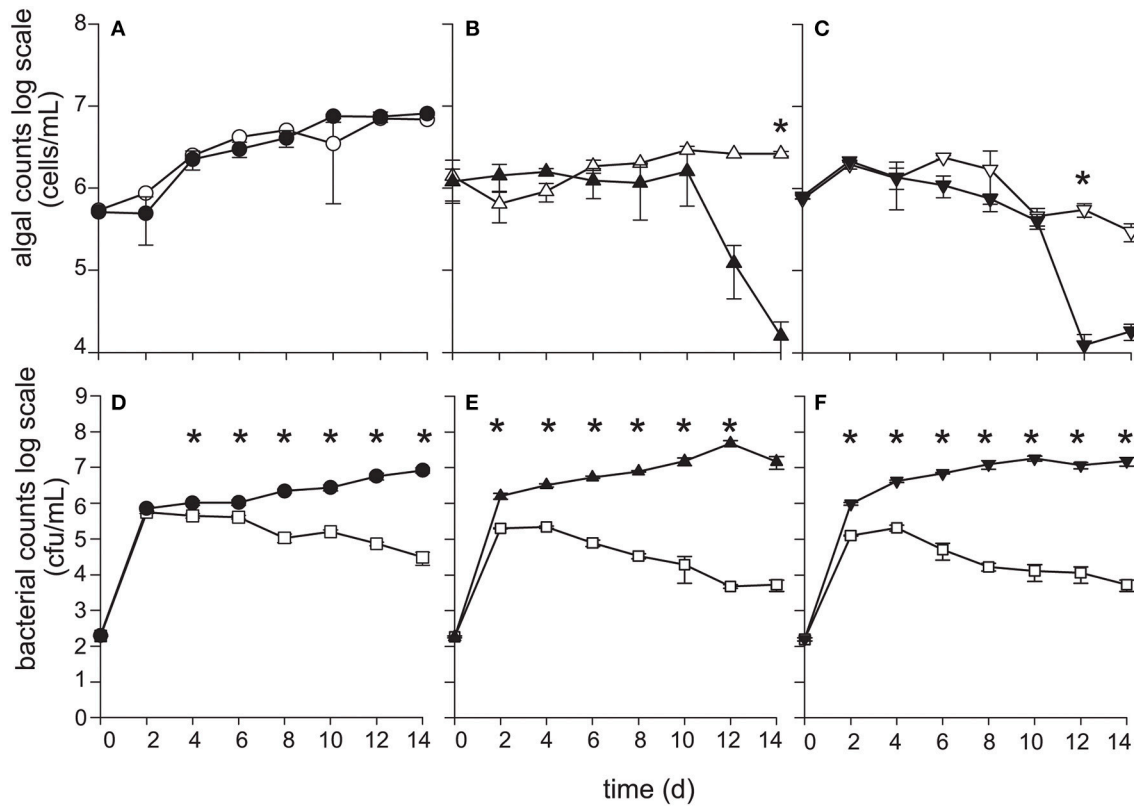 algal counts log scale
(cells/mL)
8
7
6
5
4
A
B
*
C
*
bacterial counts log scale
(cfu/mL)
9
8
7
6
5
4
3
2
1
0
D
* * * * * *
E
* * * * * *
F
* * * * * * *
0 2 4 6 8 10 12 14
0 2 4 6 8 10 12 14
0 2 4 6 8 10 12 14
time (d)